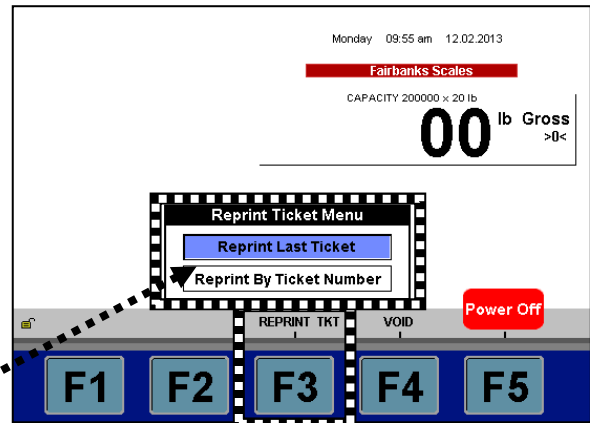 Monday 09:55 am 12.02.2013
Fairbanks Scales
CAPACITY 200000 x 20 lb
00 lb Gross
>0<
Reprint Ticket Menu
Reprint Last Ticket
Reprint By Ticket Number
REPRINT TKT VOID Power Off
F1 F2 F3 F4 F5